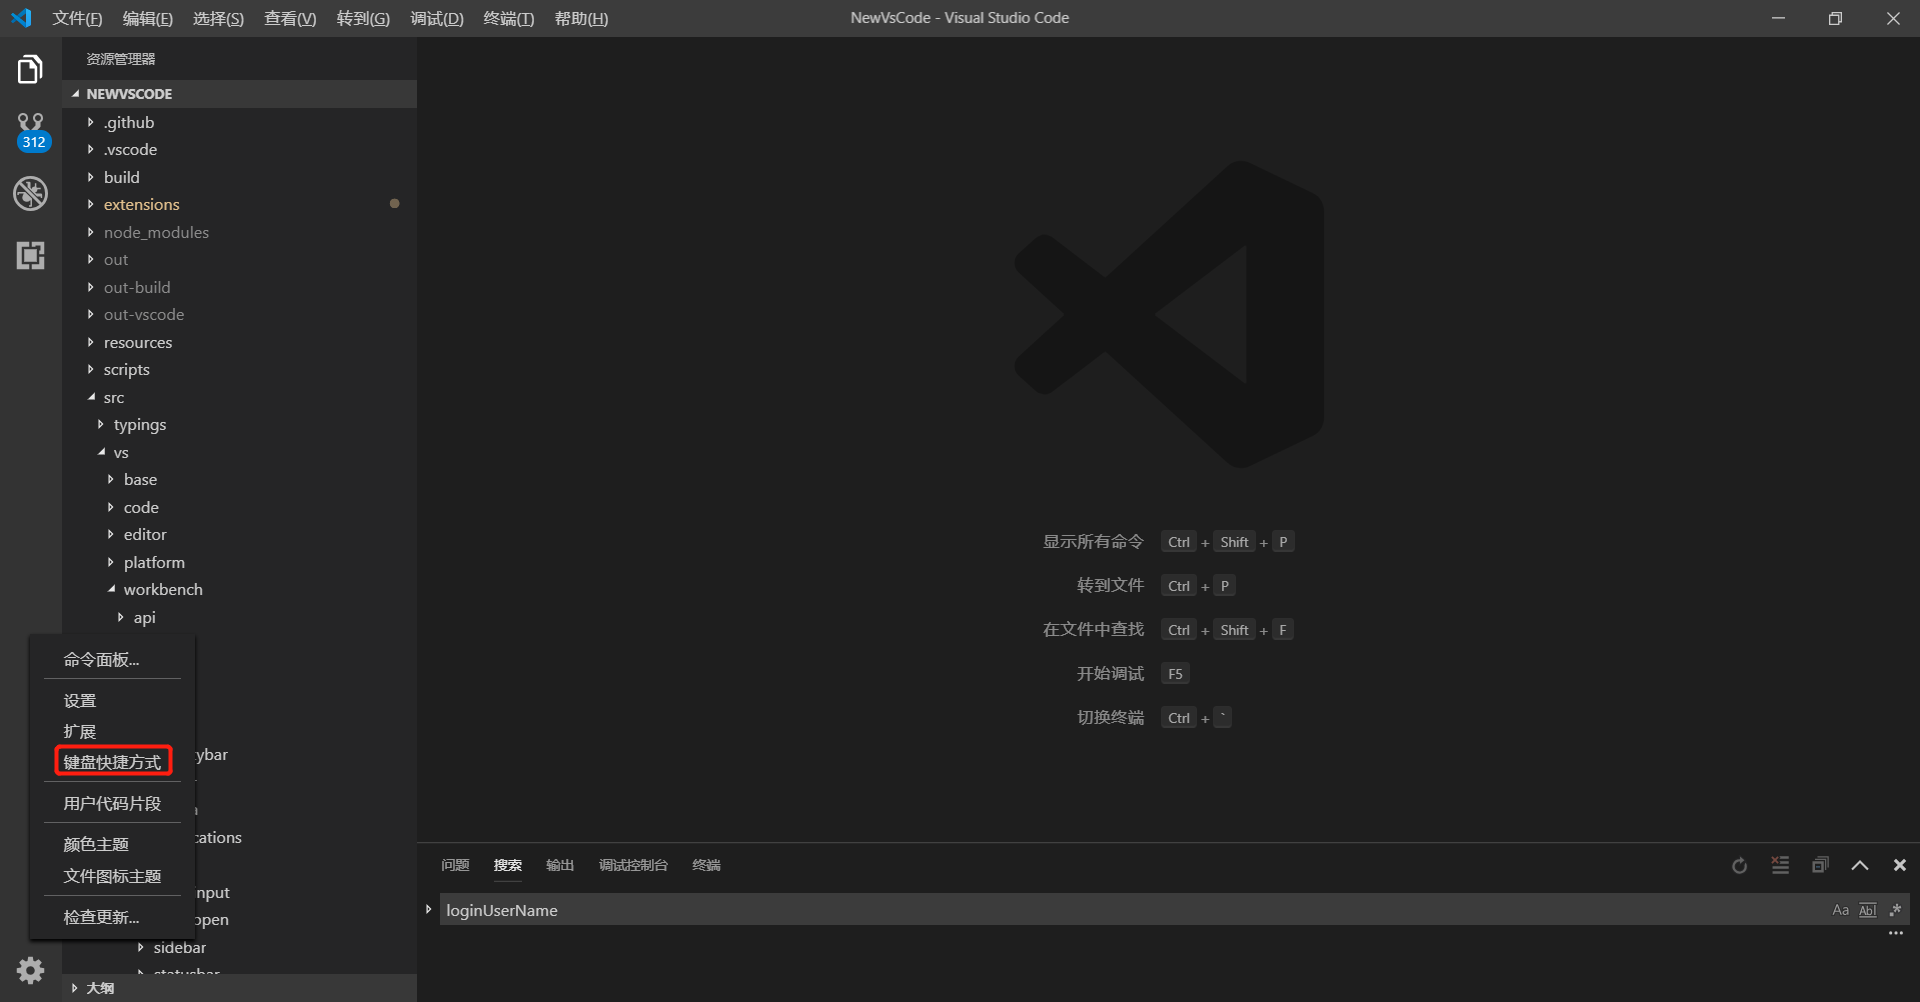 文件(F) 编辑(E) 选择(S) 查看(V) 转到(G) 调试(D) 终端(T) 帮助(H)
NewVsCode - Visual Studio Code
资源管理器
NEWVSCODE
.github
312
.vscode
build
extensions
node_modules
out
out-build
out-vscode
resources
scripts
src
typings
vs
base
code
editor
platform
workbench
api
命令面板...
设置
扩展
键盘快捷方式
用户代码片段
颜色主题
文件图标主题
检查更新...
ybar
cations
nput
open
sidebar
statusbar
大纲
显示所有命令 Ctrl + Shift + P
转到文件 Ctrl + P
在文件中查找 Ctrl + Shift + F
开始调试 F5
切换终端 Ctrl + `
问题 搜索 输出 调试控制台 终端
loginUserName
Aa Abl .*
...